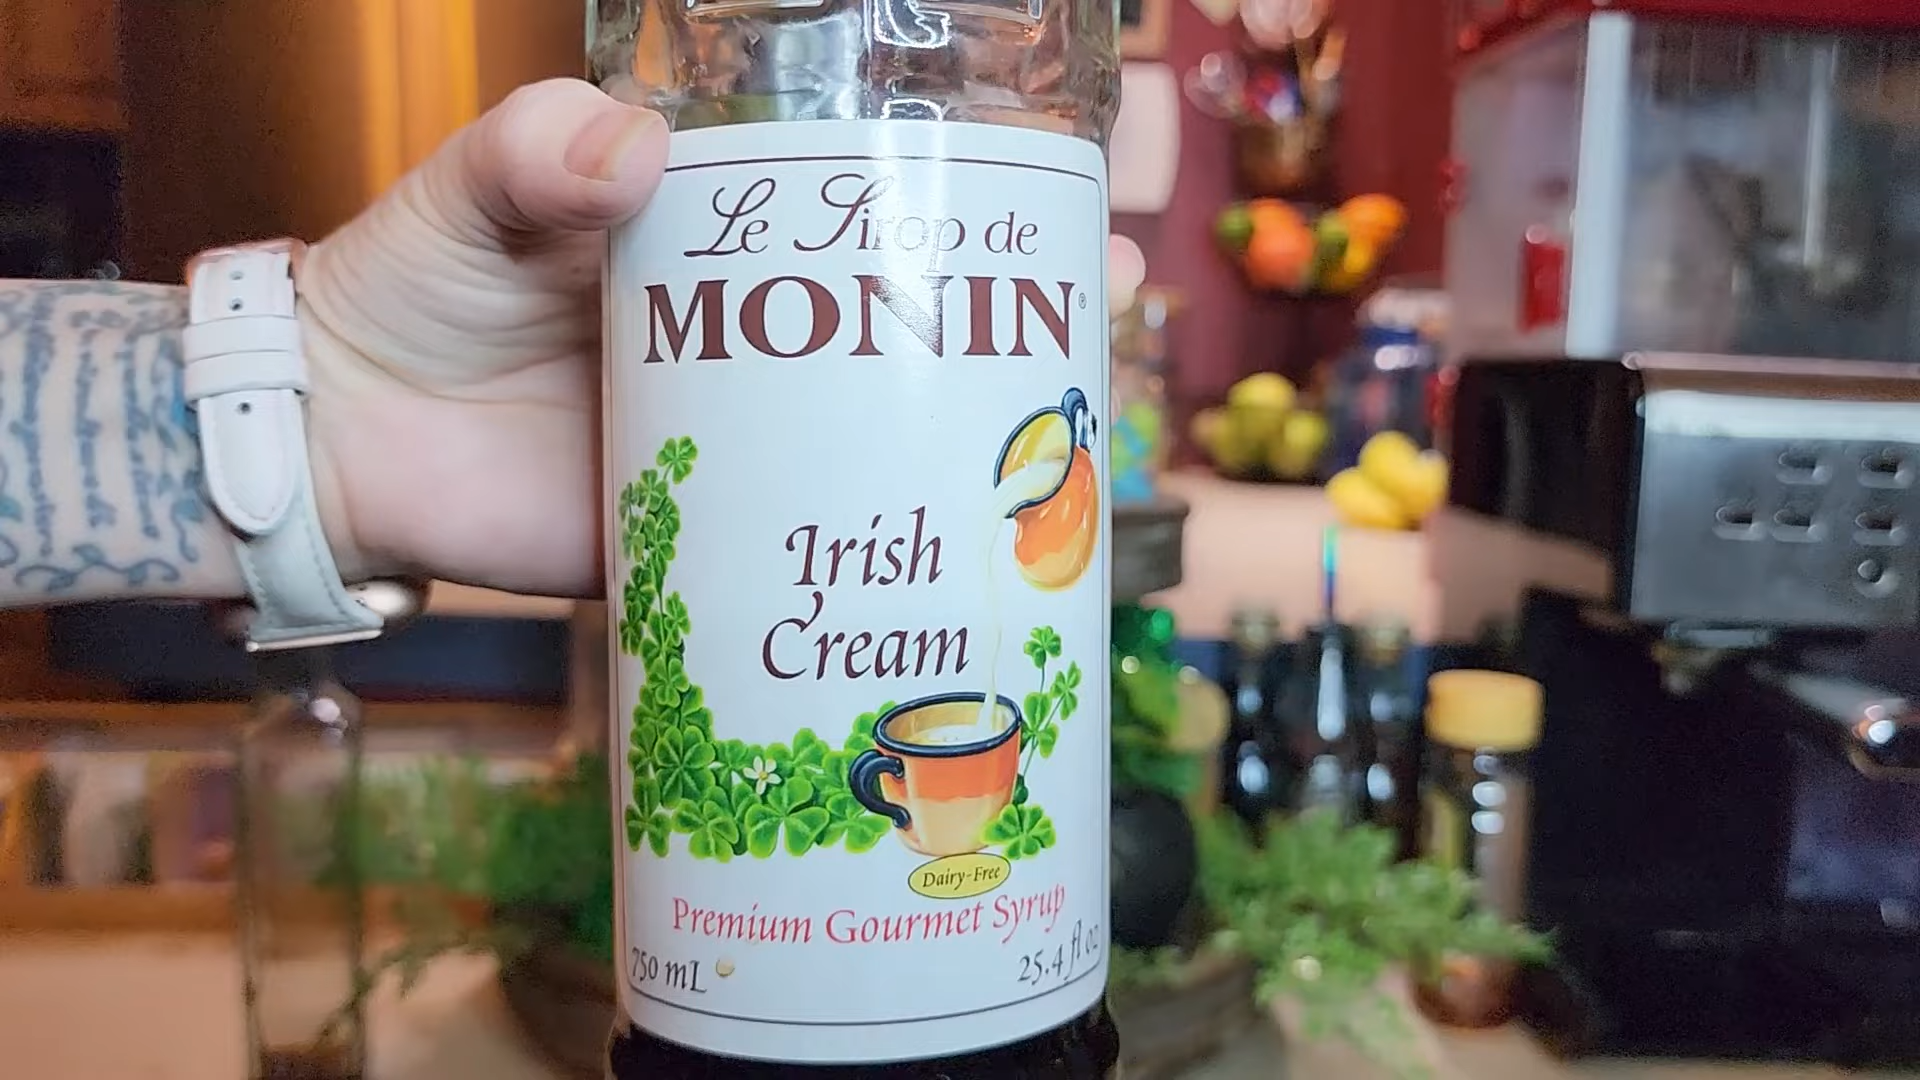 Le Sirop de
MONIN®
Irish
Cream
Dairy-Free
Premium Gourmet Syrup
750 mL
25.4 fl oz